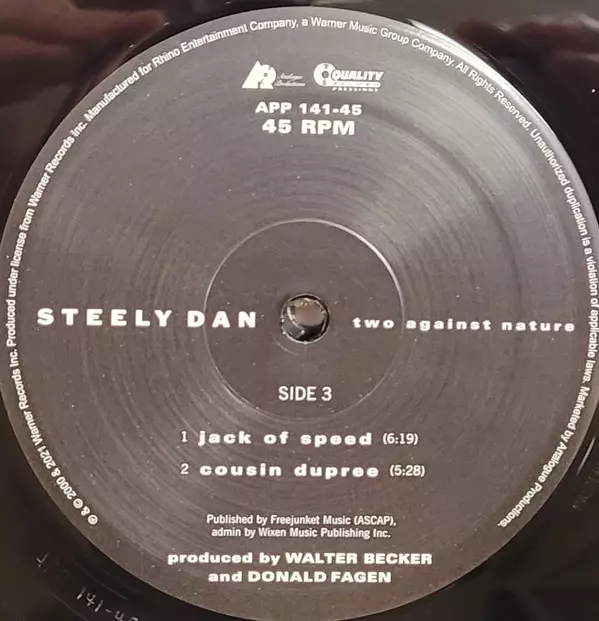 ℗ & © 2000 & 2021 Warner Records Inc. Produced under license from Warner Records Inc. Manufactured for Rhino Entertainment Company, a Warner Music Group Company. All Rights Reserved. Unauthorized duplication is a violation of applicable laws. Marketed by Analogue Productions.
Analogue Productions
QUALITY
RECORD
PRESSINGS
APP 141-45
45 RPM
STEELY DAN
two against nature
SIDE 3
1 jack of speed (6:19)
2 cousin dupree (5:28)
Published by Freejunket Music (ASCAP),
admin by Wixen Music Publishing Inc.
produced by WALTER BECKER
and DONALD FAGEN